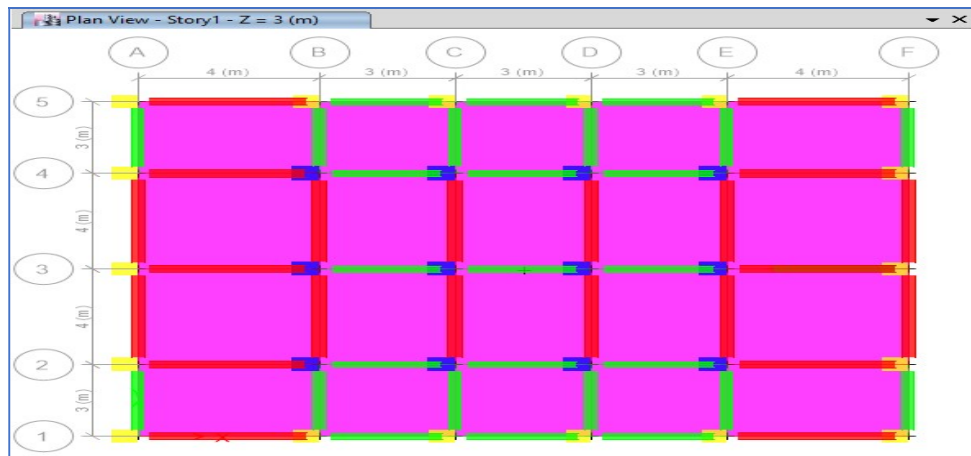 Plan View - Story1 - Z = 3 (m)
A B C D E F
4 (m) 3 (m) 3 (m) 3 (m) 4 (m)
5
3 (m)
4
4 (m)
3
4 (m)
2
3 (m)
1